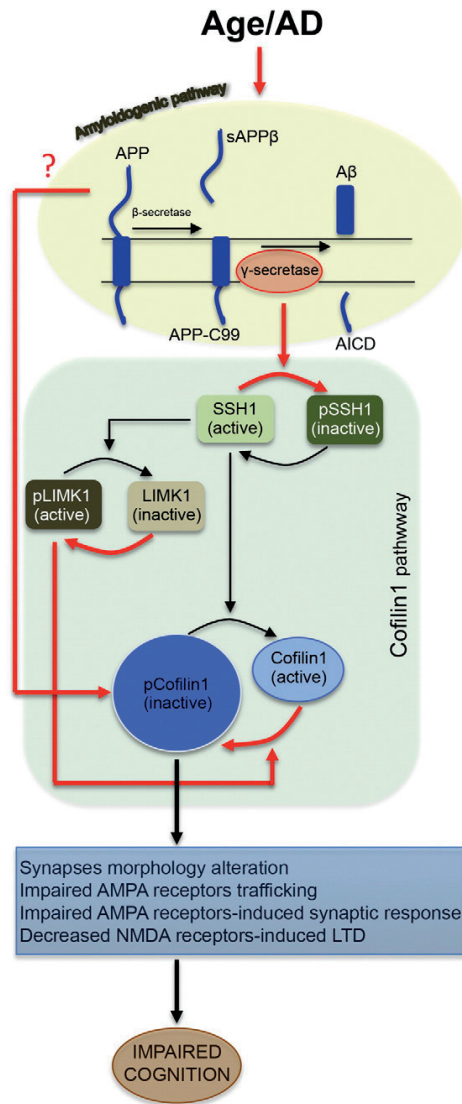 Age/AD
Amyloidogenic pathway
?
APP
sAPPβ
Aβ
β-secretase
γ-secretase
APP-C99
AICD
SSH1
(active)
pSSH1
(inactive)
pLIMK1
(active)
LIMK1
(inactive)
Cofilin1 pathwway
pCofilin1
(inactive)
Cofilin1
(active)
Synapses morphology alteration
Impaired AMPA receptors trafficking
Impaired AMPA receptors-induced synaptic response
Decreased NMDA receptors-induced LTD
IMPAIRED
COGNITION